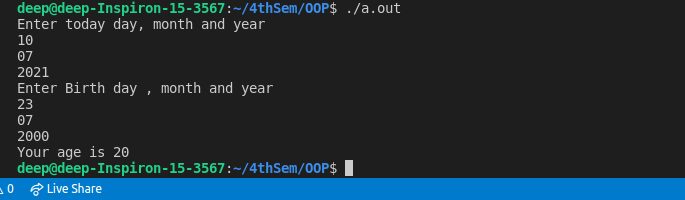 deep@deep-Inspiron-15-3567:~/4thSem/OOP$ ./a.out
Enter today day, month and year
10
07
2021
Enter Birth day , month and year
23
07
2000
Your age is 20
deep@deep-Inspiron-15-3567:~/4thSem/OOP$
0 Live Share